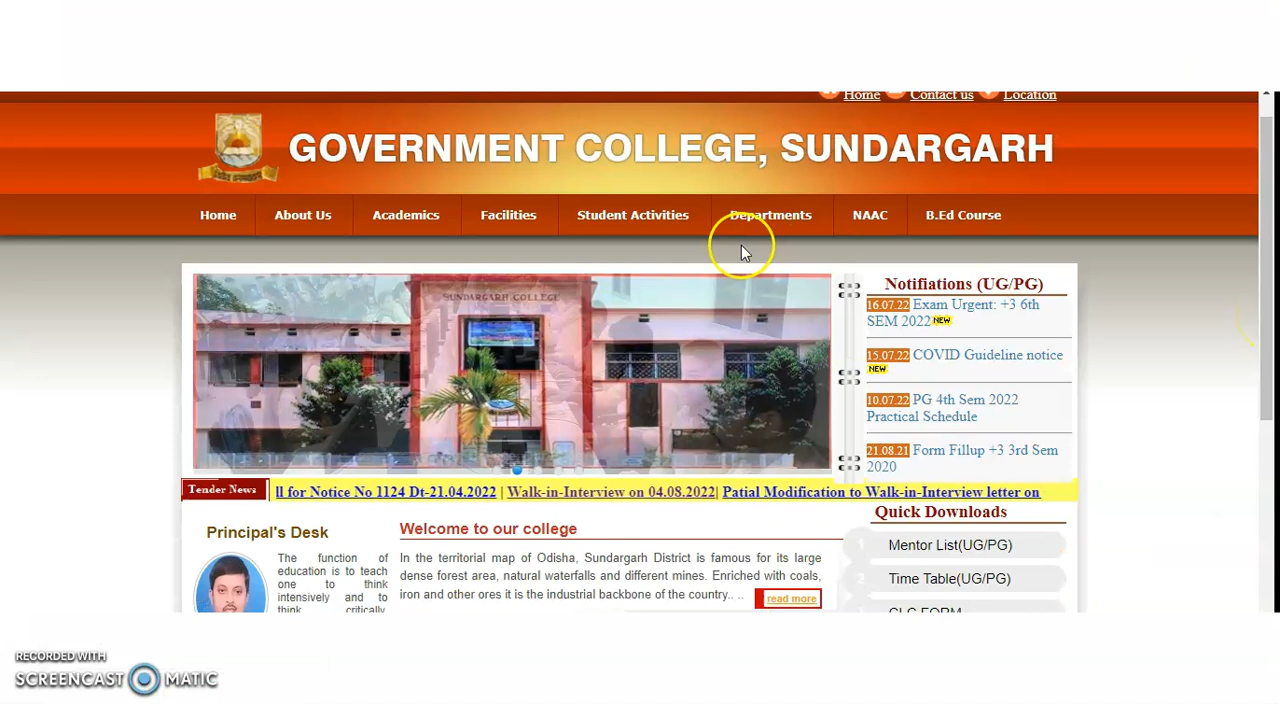 Home Contact us Location
GOVERNMENT COLLEGE, SUNDARGARH
Home About Us Academics Facilities Student Activities Departments NAAC B.Ed Course
SUNDARGARH COLLEGE
Notifiations (UG/PG)
16.07.22 Exam Urgent: +3 6th
SEM 2022 NEW
15.07.22 COVID Guideline notice
NEW
10.07.22 PG 4th Sem 2022
Practical Schedule
21.08.21 Form Fillup +3 3rd Sem
2020
Tender News ll for Notice No 1124 Dt-21.04.2022 | Walk-in-Interview on 04.08.2022| Patial Modification to Walk-in-Interview letter on
Principal's Desk
The function of
education is to teach
one to think
intensively and to
think critically.
Welcome to our college
In the territorial map of Odisha, Sundargarh District is famous for its large
dense forest area, natural waterfalls and different mines. Enriched with coals,
iron and other ores it is the industrial backbone of the country.. ..
read more
Quick Downloads
1 Mentor List(UG/PG)
2 Time Table(UG/PG)
CLC FORM
RECORDED WITH
SCREENCAST MATIC